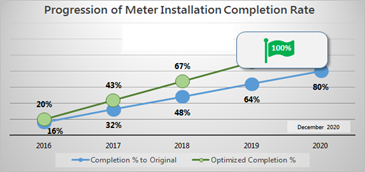 Progression of Meter Installation Completion Rate
100%
67%
43%
20%
16%
32%
48%
64%
80%
December 2020
2016 2017 2018 2019 2020
Completion % to Original Optimized Completion %